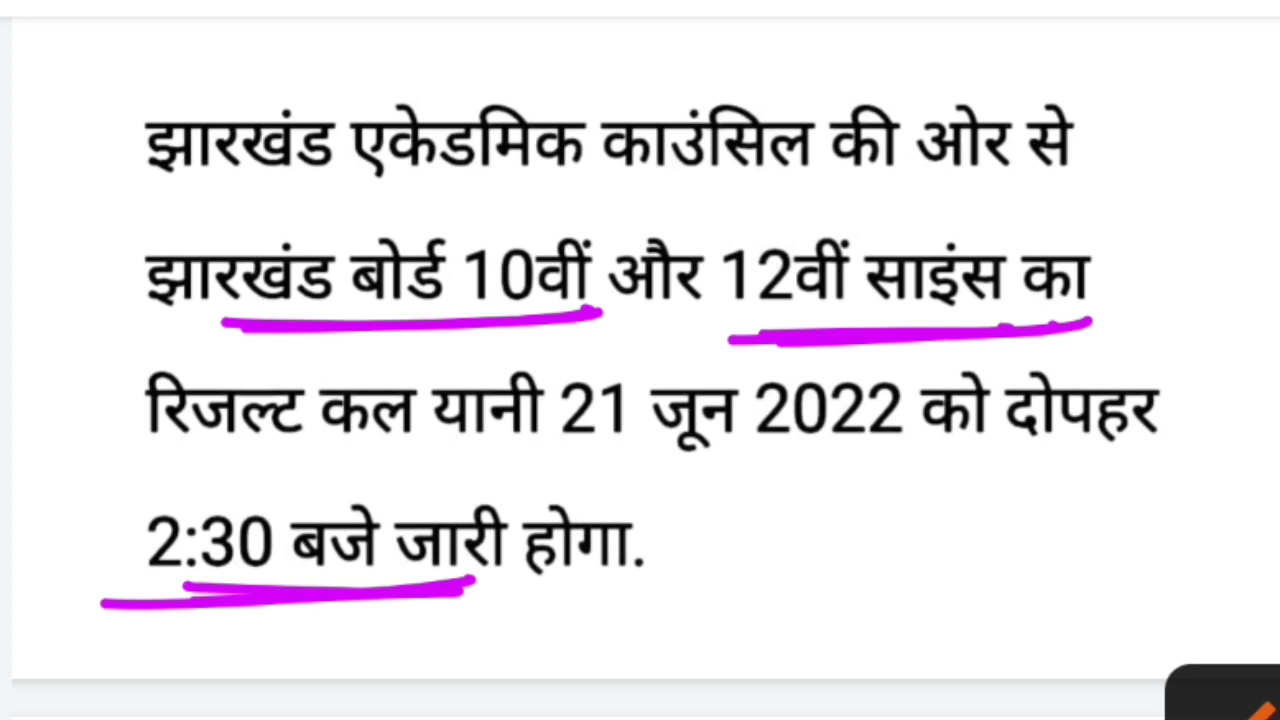 झारखंड एकेडमिक काउंसिल की ओर से
झारखंड बोर्ड 10वीं और 12वीं साइंस का
रिजल्ट कल यानी 21 जून 2022 को दोपहर
2:30 बजे जारी होगा.